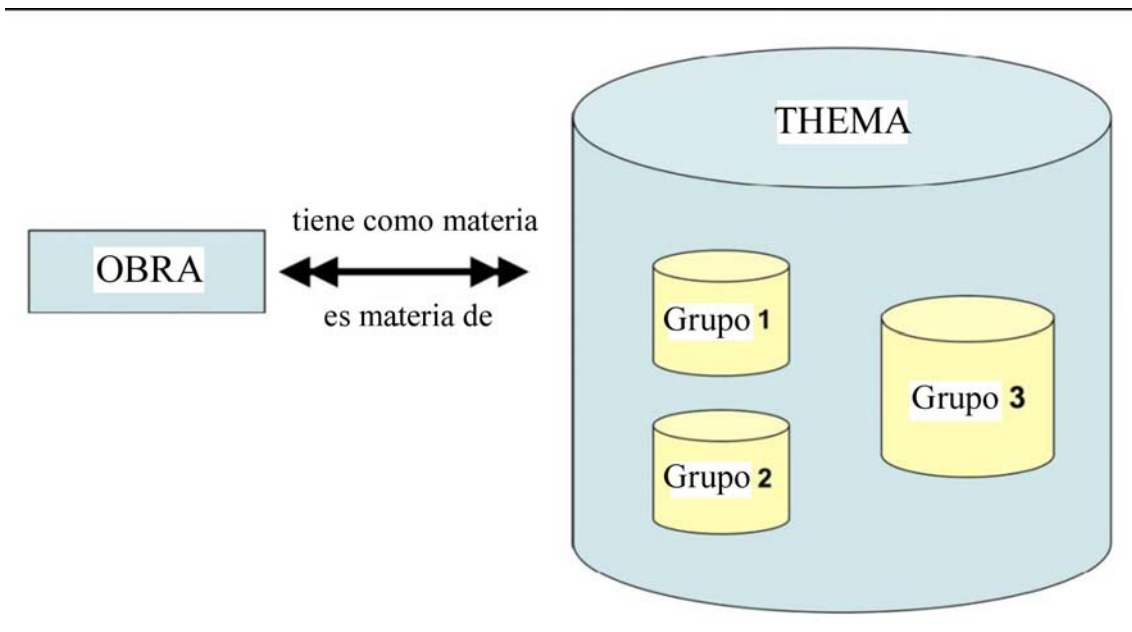 THEMA
tiene como materia
OBRA
es materia de
Grupo 1
Grupo 3
Grupo 2